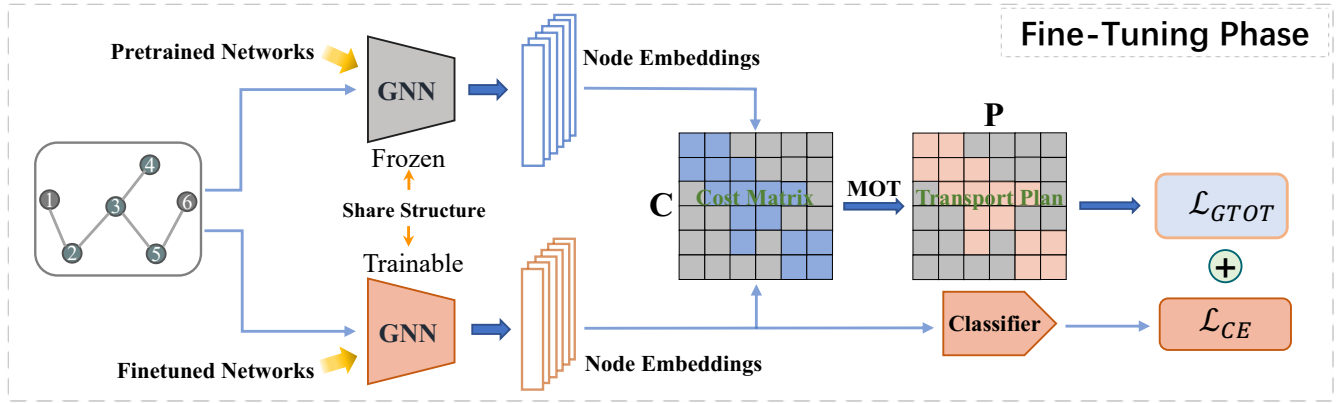 Fine-Tuning Phase
Pretrained Networks
GNN
Node Embeddings
Frozen
Share Structure
Trainable
GNN
Finetuned Networks
Node Embeddings
1
2
3
4
5
6
C
Cost Matrix
MOT
P
Transport Plan
ℒ_GTOT
+
Classifier
ℒ_CE